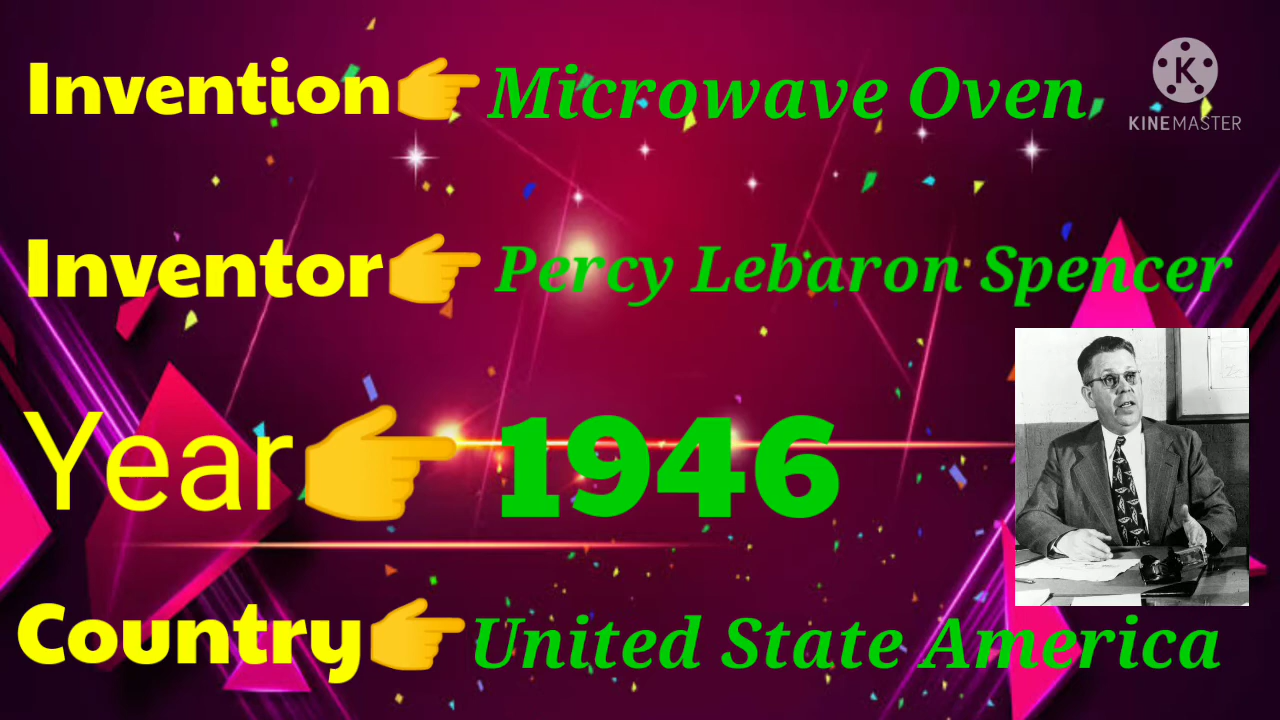 Invention👉Microwave Oven
K
KINEMASTER
Inventor👉Percy Lebaron Spencer
Year👉1946
Country👉United State America